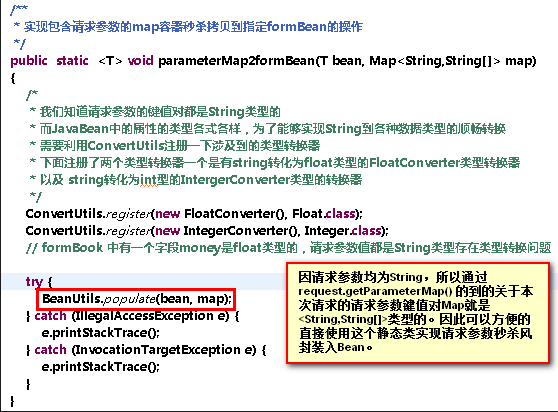 /**
* 实现包含请求参数的map容器秒杀拷贝到指定formBean的操作
*/
public static <T> void parameterMap2formBean(T bean, Map<String,String[]> map)
{
/*
* 我们知道请求参数的键值对都是String类型的
* 而JavaBean中的属性的类型各式各样，为了能够实现String到各种数据类型的顺畅转换
* 需要利用ConvertUtils注册一下涉及到的类型转换器
* 下面注册了两个类型转换器一个是有string转化为float类型的FloatConverter类型转换器
* 以及 string转化为int型的IntergerConverter类型的转换器
*/
ConvertUtils.register(new FloatConverter(), Float.class);
ConvertUtils.register(new IntegerConverter(), Integer.class);
// formBook 中有一个字段money是float类型的，请求参数值都是String类型存在类型转换问题
try {
BeanUtils.populate(bean, map);
} catch (IllegalAccessException e) {
e.printStackTrace();
} catch (InvocationTargetException e) {
e.printStackTrace();
}
}
因请求参数均为String，所以通过
request.getParameterMap() 的到的关于本
次请求的请求参数键值对Map就是
<String,String[]>类型的。因此可以方便的
直接使用这个静态类实现请求参数秒杀风
封装入Bean。